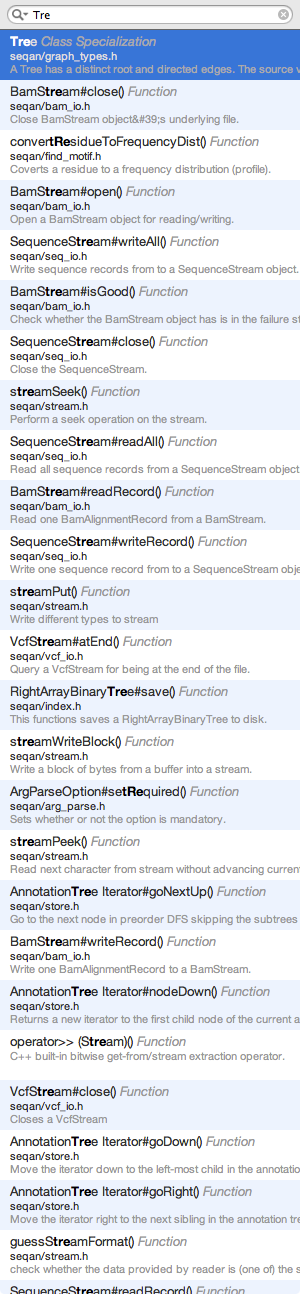 Tre
Tree Class Specialization
seqan/graph_types.h
A Tree has a distinct root and directed edges. The source v
BamStream#close() Function
seqan/bam_io.h
Close BamStream object&#39;s underlying file.
convertResidueToFrequencyDist() Function
seqan/find_motif.h
Coverts a residue to a frequency distribution (profile).
BamStream#open() Function
seqan/bam_io.h
Open a BamStream object for reading/writing.
SequenceStream#writeAll() Function
seqan/seq_io.h
Write sequence records from to a SequenceStream object.
BamStream#isGood() Function
seqan/bam_io.h
Check whether the BamStream object has is in the failure st
SequenceStream#close() Function
seqan/seq_io.h
Close the SequenceStream.
streamSeek() Function
seqan/stream.h
Perform a seek operation on the stream.
SequenceStream#readAll() Function
seqan/seq_io.h
Read all sequence records from a SequenceStream object
BamStream#readRecord() Function
seqan/bam_io.h
Read one BamAlignmentRecord from a BamStream.
SequenceStream#writeRecord() Function
seqan/seq_io.h
Write one sequence record from to a SequenceStream obje
streamPut() Function
seqan/stream.h
Write different types to stream
VcfStream#atEnd() Function
seqan/vcf_io.h
Query a VcfStream for being at the end of the file.
RightArrayBinaryTree#save() Function
seqan/index.h
This functions saves a RightArrayBinaryTree to disk.
streamWriteBlock() Function
seqan/stream.h
Write a block of bytes from a buffer into a stream.
ArgParseOption#setRequired() Function
seqan/arg_parse.h
Sets whether or not the option is mandatory.
streamPeek() Function
seqan/stream.h
Read next character from stream without advancing current
AnnotationTree Iterator#goNextUp() Function
seqan/store.h
Go to the next node in preorder DFS skipping the subtrees
BamStream#writeRecord() Function
seqan/bam_io.h
Write one BamAlignmentRecord to a BamStream.
AnnotationTree Iterator#nodeDown() Function
seqan/store.h
Returns a new iterator to the first child node of the current a
operator>> (Stream)() Function
C++ built-in bitwise get-from/stream extraction operator.
VcfStream#close() Function
seqan/vcf_io.h
Closes a VcfStream
AnnotationTree Iterator#goDown() Function
seqan/store.h
Move the iterator down to the left-most child in the annotatio
AnnotationTree Iterator#goRight() Function
seqan/store.h
Move the iterator right to the next sibling in the annotation tre
guessStreamFormat() Function
seqan/stream.h
check whether the data provided by reader is (one of) the s
SequenceStream#readRecord() Function